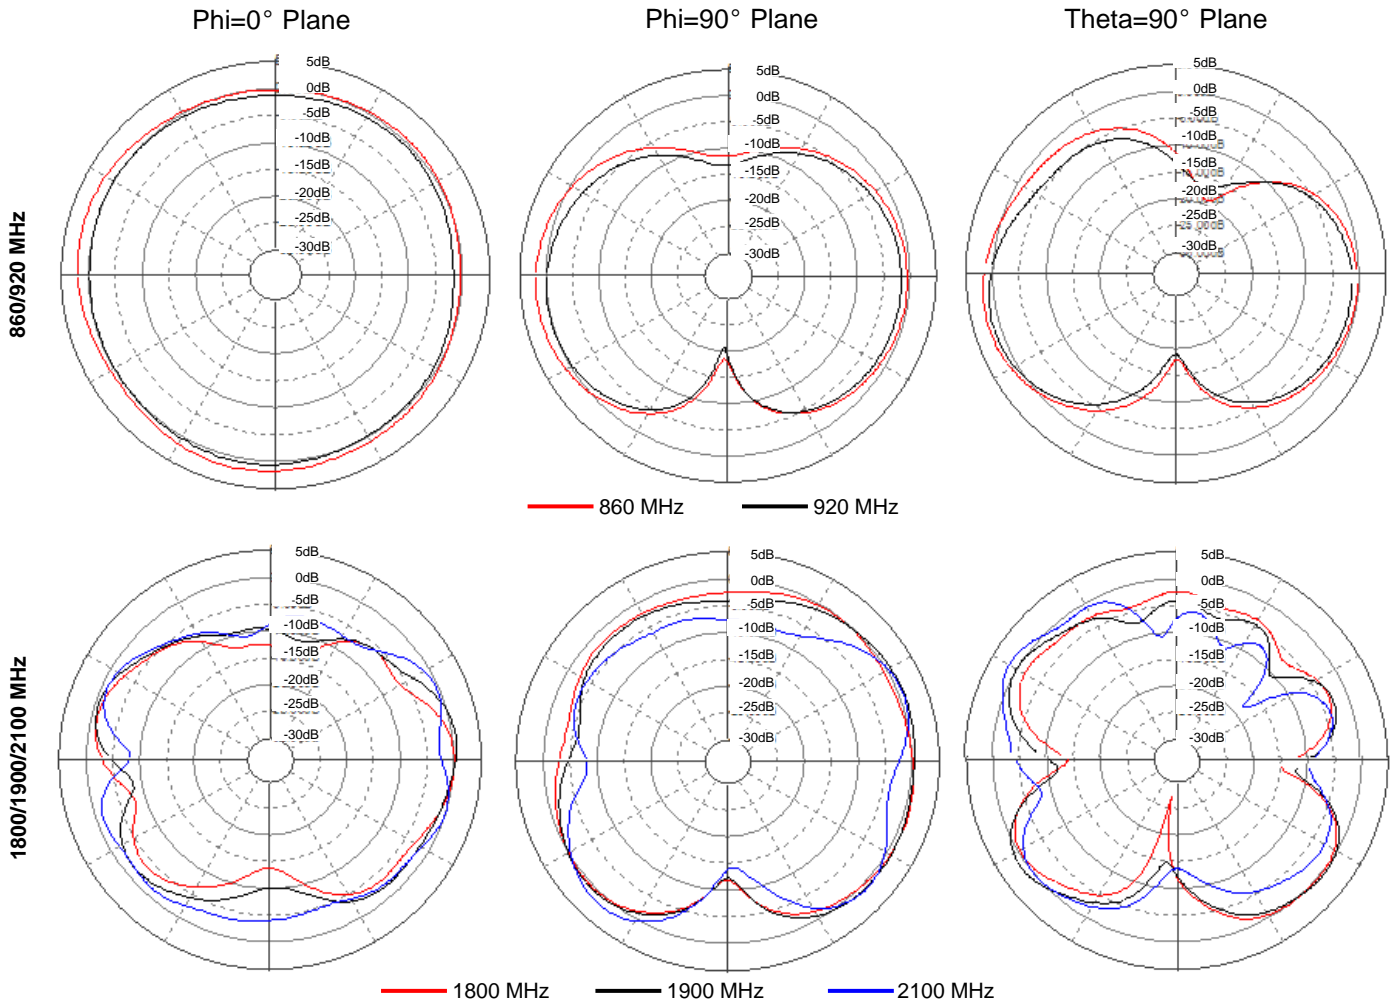 Phi=0° Plane
Phi=90° Plane
Theta=90° Plane
860/920 MHz
5dB
0dB
-5dB
-10dB
-15dB
-20dB
-25dB
-30dB
5dB
0dB
-5dB
-10dB
-15dB
-20dB
-25dB
-30dB
5dB
0dB
-5dB
-10dB
-15dB
-20dB
-25dB
-30dB
860 MHz
920 MHz
1800/1900/2100 MHz
5dB
0dB
-5dB
-10dB
-15dB
-20dB
-25dB
-30dB
5dB
0dB
-5dB
-10dB
-15dB
-20dB
-25dB
-30dB
5dB
0dB
-5dB
-10dB
-15dB
-20dB
-25dB
-30dB
1800 MHz
1900 MHz
2100 MHz